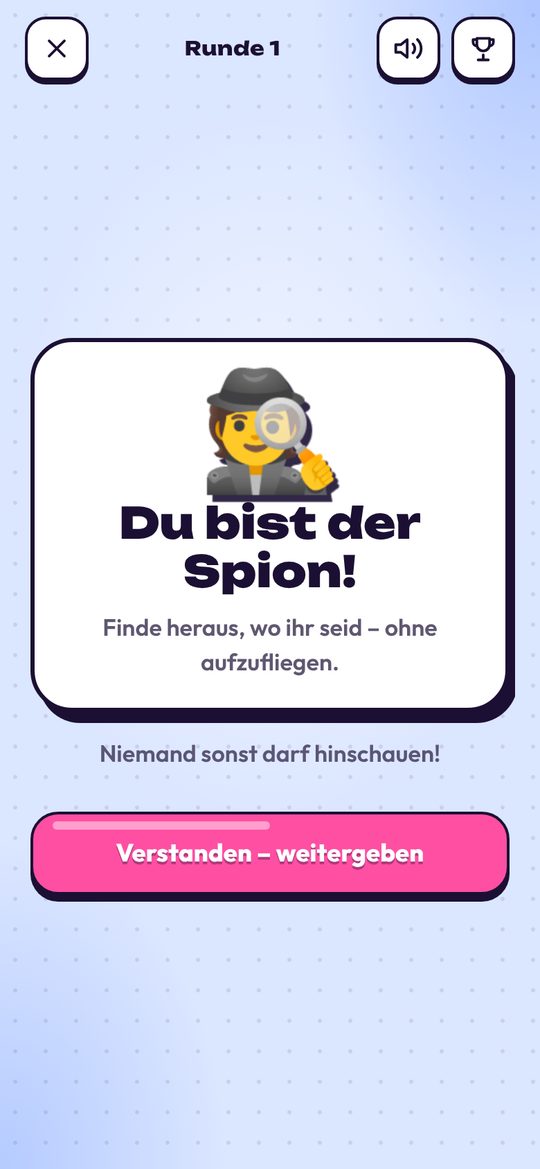 Runde 1
Du bist der
Spion!
Finde heraus, wo ihr seid – ohne
aufzufliegen.
Niemand sonst darf hinschauen!
Verstanden – weitergeben